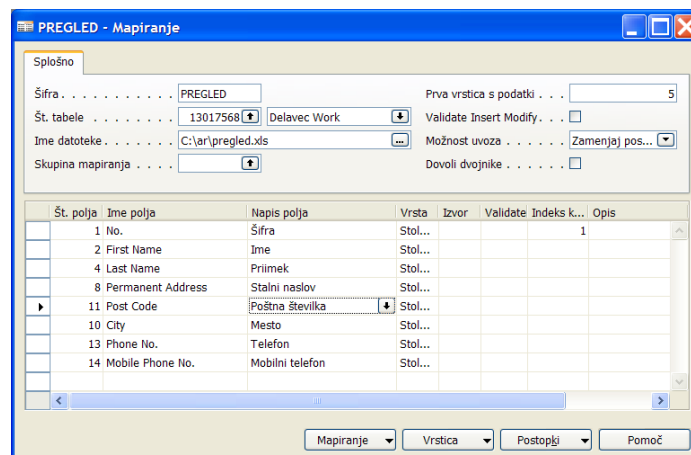 PREGLED - Mapiranje
Splošno
Šifra . . . . . . . . . . . PREGLED
Prva vrstica s podatki . . . 5
Št. tabele . . . . . . . . 13017568 Delavec Work
Validate Insert Modify. . .
Ime datoteke. . . . . . . C:\ar\pregled.xls ...
Možnost uvoza . . . . . . Zamenjaj pos...
Skupina mapiranja . . . .
Dovoli dvojnike . . . . . .
Št. polja Ime polja Napis polja Vrsta Izvor Validate Indeks k... Opis
1 No. Šifra Stol... 1
2 First Name Ime Stol...
4 Last Name Priimek Stol...
8 Permanent Address Stalni naslov Stol...
11 Post Code Poštna številka Stol...
10 City Mesto Stol...
13 Phone No. Telefon Stol...
14 Mobile Phone No. Mobilni telefon Stol...
Mapiranje Vrstica Postopki Pomoč